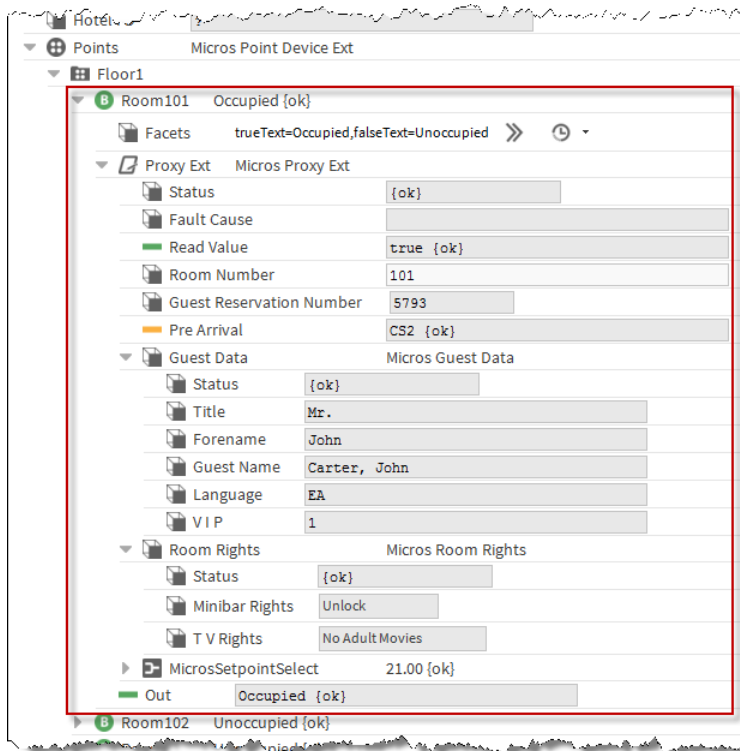 Hotel
Points Micros Point Device Ext
Floor1
B Room101 Occupied {ok}
Facets trueText=Occupied,falseText=Unoccupied
Proxy Ext Micros Proxy Ext
Status {ok}
Fault Cause
Read Value true {ok}
Room Number 101
Guest Reservation Number 5793
Pre Arrival CS2 {ok}
Guest Data Micros Guest Data
Status {ok}
Title Mr.
Forename John
Guest Name Carter, John
Language EA
V I P 1
Room Rights Micros Room Rights
Status {ok}
Minibar Rights Unlock
T V Rights No Adult Movies
MicrosSetpointSelect 21.00 {ok}
Out Occupied {ok}
B Room102 Unoccupied {ok}